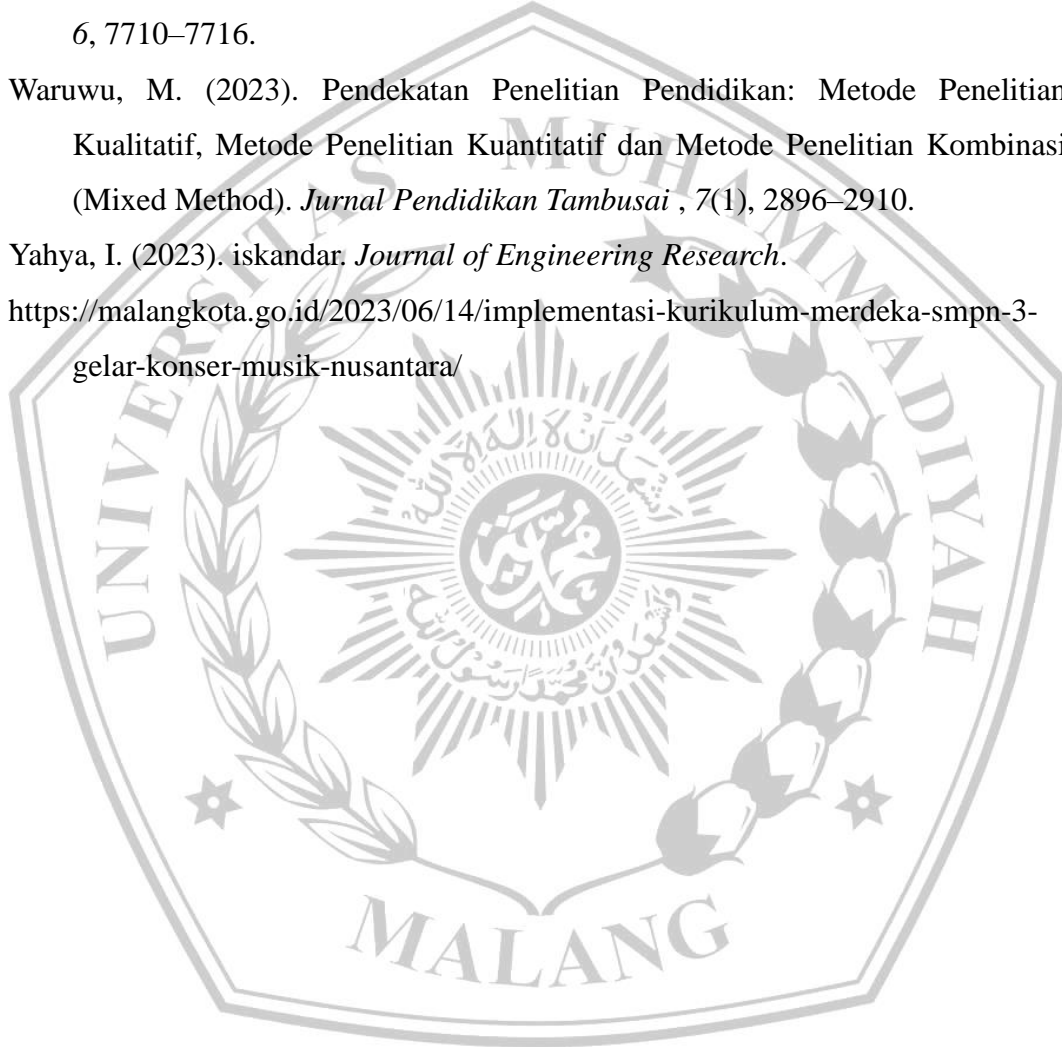 6, 7710–7716.
Waruwu, M. (2023). Pendekatan Penelitian Pendidikan: Metode Penelitian
Kualitatif, Metode Penelitian Kuantitatif dan Metode Penelitian Kombinasi
(Mixed Method). Jurnal Pendidikan Tambusai , 7(1), 2896–2910.
Yahya, I. (2023). iskandar. Journal of Engineering Research.
https://malangkota.go.id/2023/06/14/implementasi-kurikulum-merdeka-smpn-3-
gelar-konser-musik-nusantara/
UNIVERSITAS MUHAMMADIYAH
MALANG